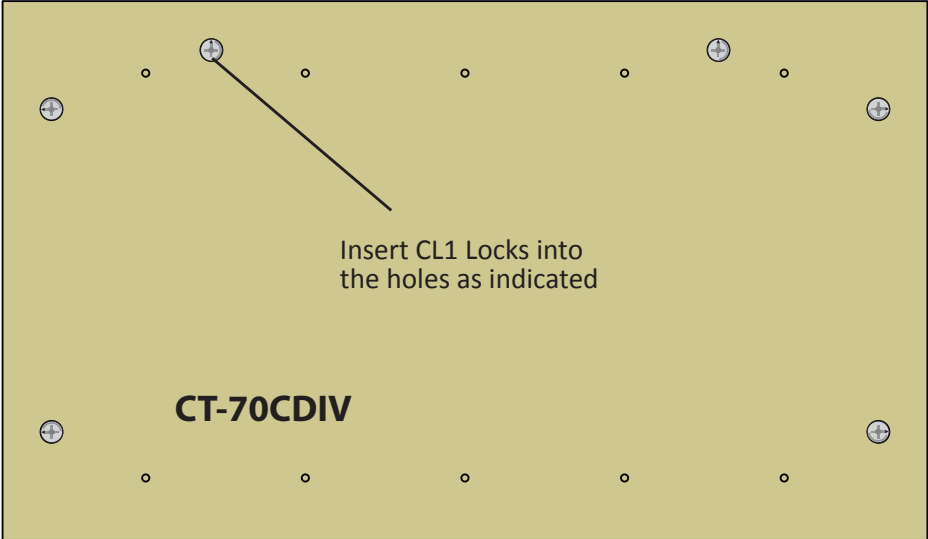 Insert CL1 Locks into
the holes as indicated
CT-70CDIV